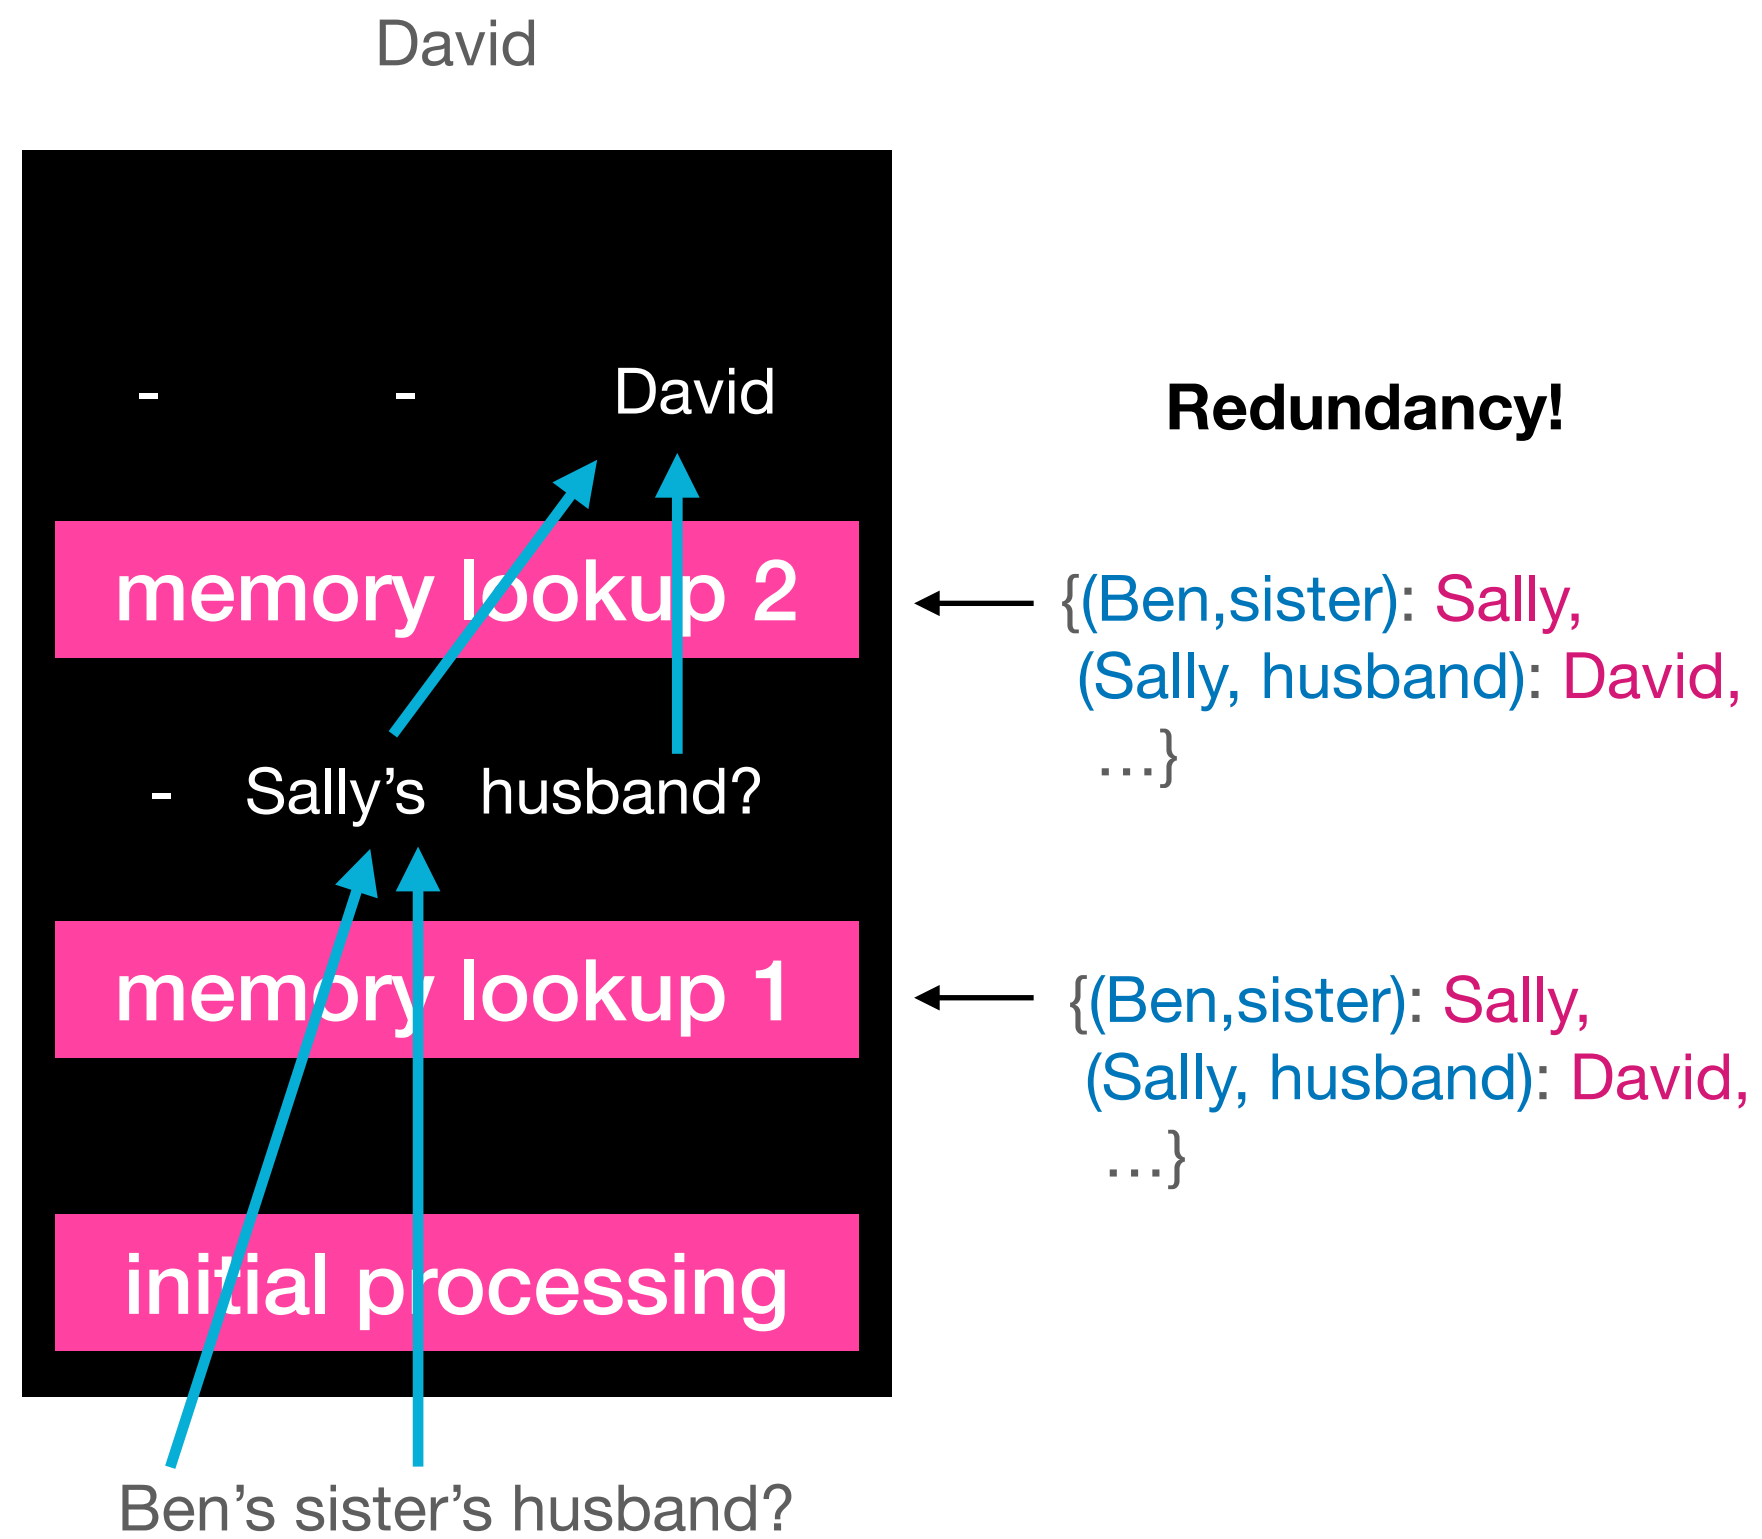 David
- - David
Redundancy!
memory lookup 2
{(Ben,sister): Sally,
(Sally, husband): David,
…}
- Sally’s husband?
memory lookup 1
{(Ben,sister): Sally,
(Sally, husband): David,
…}
initial processing
Ben’s sister’s husband?